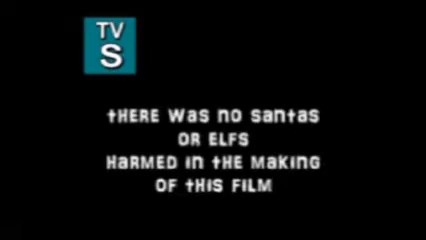 TV
S
tHERE Was no santas
OR ELFS
HaRMED in tHE MaKinG
OF tHis FiLM